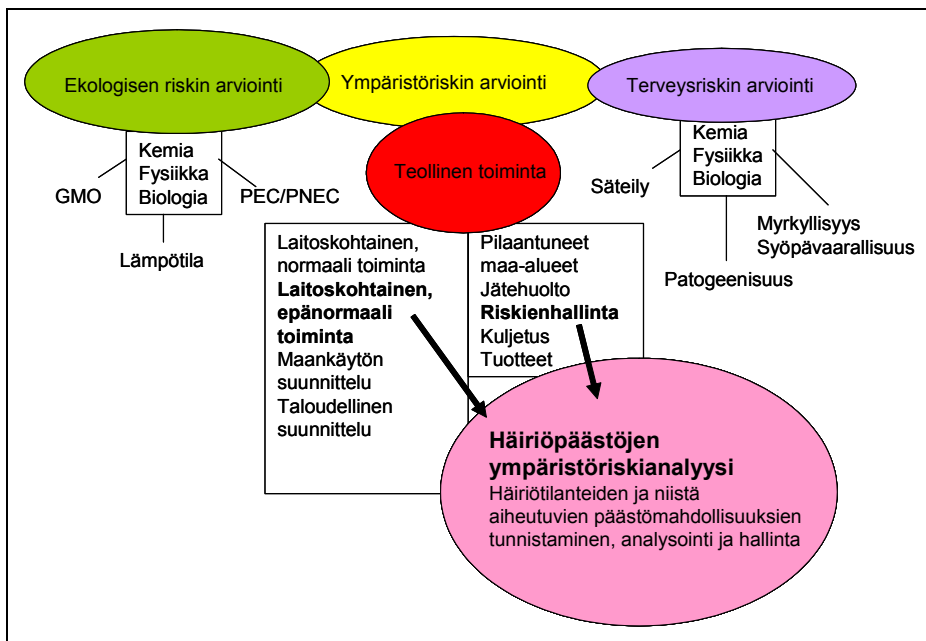 Ekologisen riskin arviointi
Ympäristöriskin arviointi
Terveysriskin arviointi
Teollinen toiminta
Kemia
Fysiikka
Biologia
GMO
PEC/PNEC
Lämpötila
Kemia
Fysiikka
Biologia
Säteily
Myrkyllisyys
Syöpävaarallisuus
Patogeenisuus
Laitoskohtainen,
normaali toiminta
Laitoskohtainen,
epänormaali
toiminta
Maankäytön
suunnittelu
Taloudellinen
suunnittelu
Pilaantuneet
maa-alueet
Jätehuolto
Riskienhallinta
Kuljetus
Tuotteet
Häiriöpäästöjen
ympäristöriskianalyysi
Häiriötilanteiden ja niistä
aiheutuvien päästömahdollisuuksien
tunnistaminen, analysointi ja hallinta